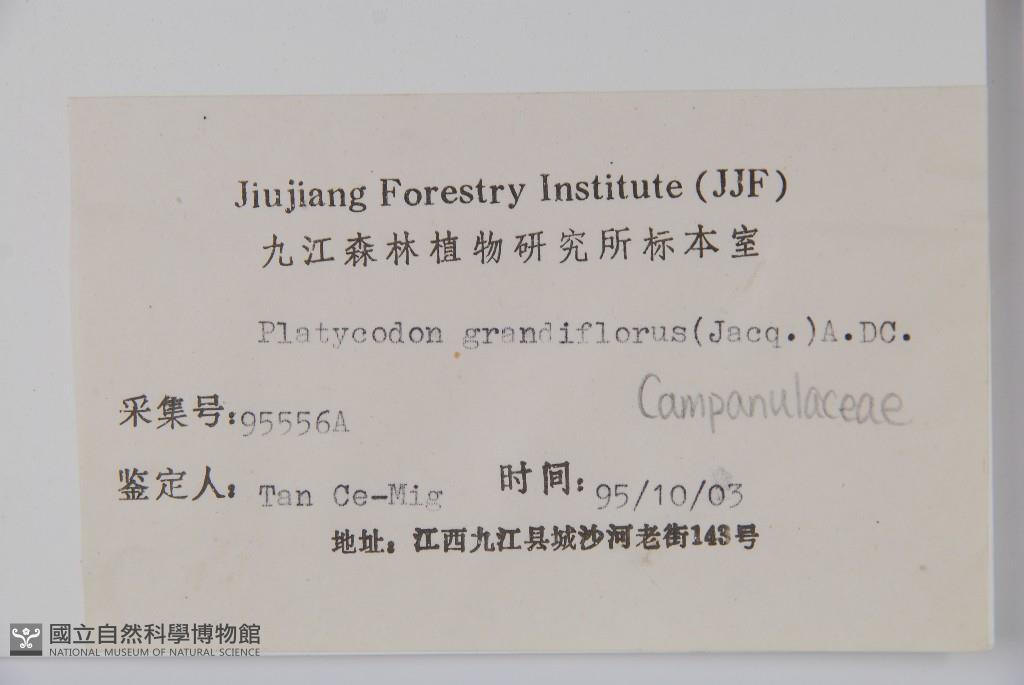 Jiujiang Forestry Institute (JJF)
九江森林植物研究所标本室
Platycodon grandiflorus(Jacq.)A.DC.
Campanulaceae
采集号:95556A
鉴定人: Tan Ce-Mig 时间: 95/10/03
地址: 江西九江县城沙河老街143号
國立自然科學博物館
NATIONAL MUSEUM OF NATURAL SCIENCE